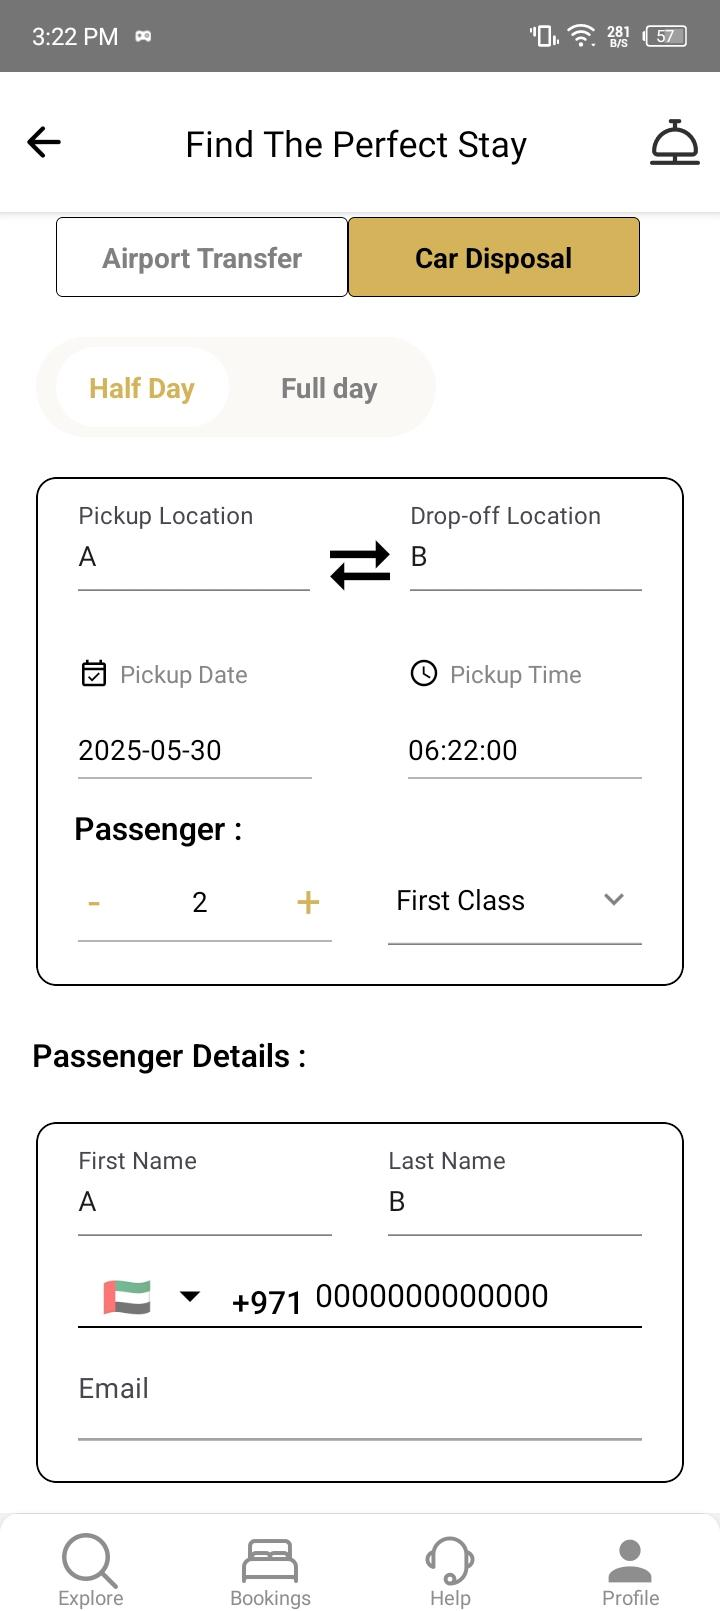 3:22 PM 281 B/S 57
Find The Perfect Stay
Airport Transfer Car Disposal
Half Day Full day
Pickup Location Drop-off Location
A B
Pickup Date Pickup Time
2025-05-30 06:22:00
Passenger :
- 2 + First Class
Passenger Details :
First Name Last Name
A B
+971 0000000000000
Email
Explore Bookings Help Profile